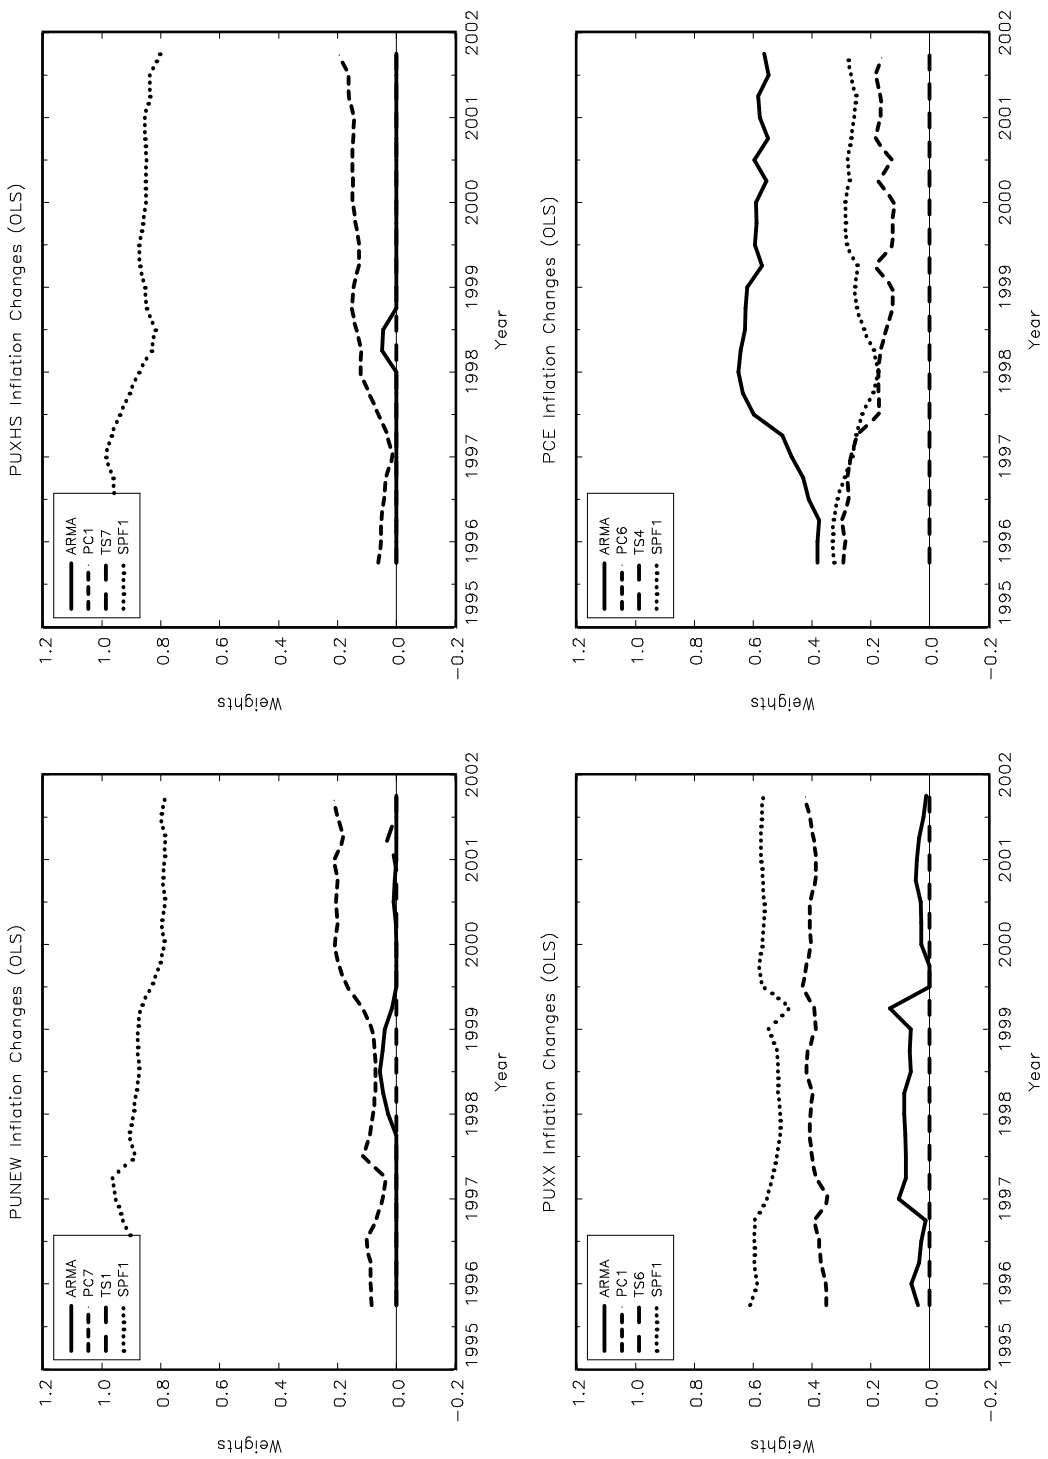 PUNEW Inflation Changes (OLS)
Weights
1.2
1.0
0.8
0.6
0.4
0.2
0.0
−0.2
ARMA
PC7
TS1
SPF1
1995
1996
1997
1998
1999
2000
2001
2002
Year
PUXHS Inflation Changes (OLS)
Weights
1.2
1.0
0.8
0.6
0.4
0.2
0.0
−0.2
ARMA
PC1
TS7
SPF1
1995
1996
1997
1998
1999
2000
2001
2002
Year
PUXX Inflation Changes (OLS)
Weights
1.2
1.0
0.8
0.6
0.4
0.2
0.0
−0.2
ARMA
PC1
TS6
SPF1
1995
1996
1997
1998
1999
2000
2001
2002
Year
PCE Inflation Changes (OLS)
Weights
1.2
1.0
0.8
0.6
0.4
0.2
0.0
−0.2
ARMA
PC6
TS4
SPF1
1995
1996
1997
1998
1999
2000
2001
2002
Year